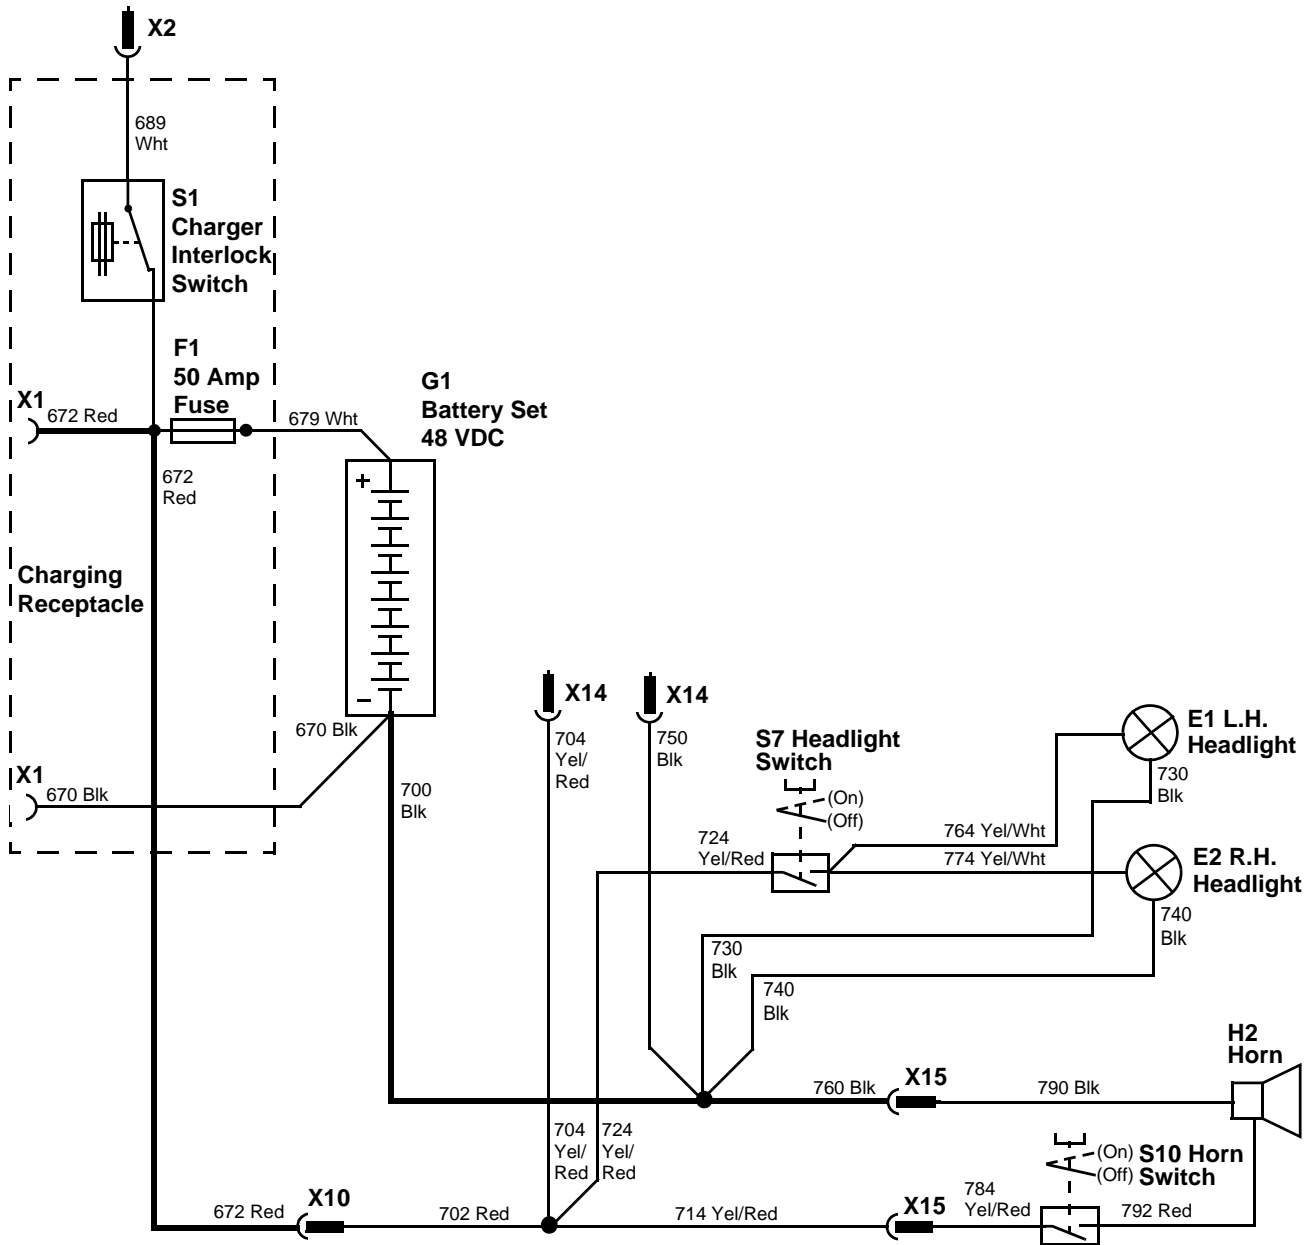 X2
689
Wht
S1
Charger
Interlock
Switch
F1
50 Amp
Fuse
X1
672 Red
679 Wht
G1
Battery Set
48 VDC
672
Red
+
Charging
Receptacle
–
670 Blk
X1
670 Blk
700
Blk
X14
704
Yel/
Red
X14
750
Blk
S7 Headlight
Switch
(On)
(Off)
724
Yel/Red
764 Yel/Wht
774 Yel/Wht
E1 L.H.
Headlight
730
Blk
E2 R.H.
Headlight
740
Blk
730
Blk
740
Blk
H2
Horn
760 Blk
X15
790 Blk
704
Yel/
Red
724
Yel/
Red
(On)
(Off)
S10 Horn
Switch
672 Red
X10
702 Red
714 Yel/Red
X15
784
Yel/Red
792 Red